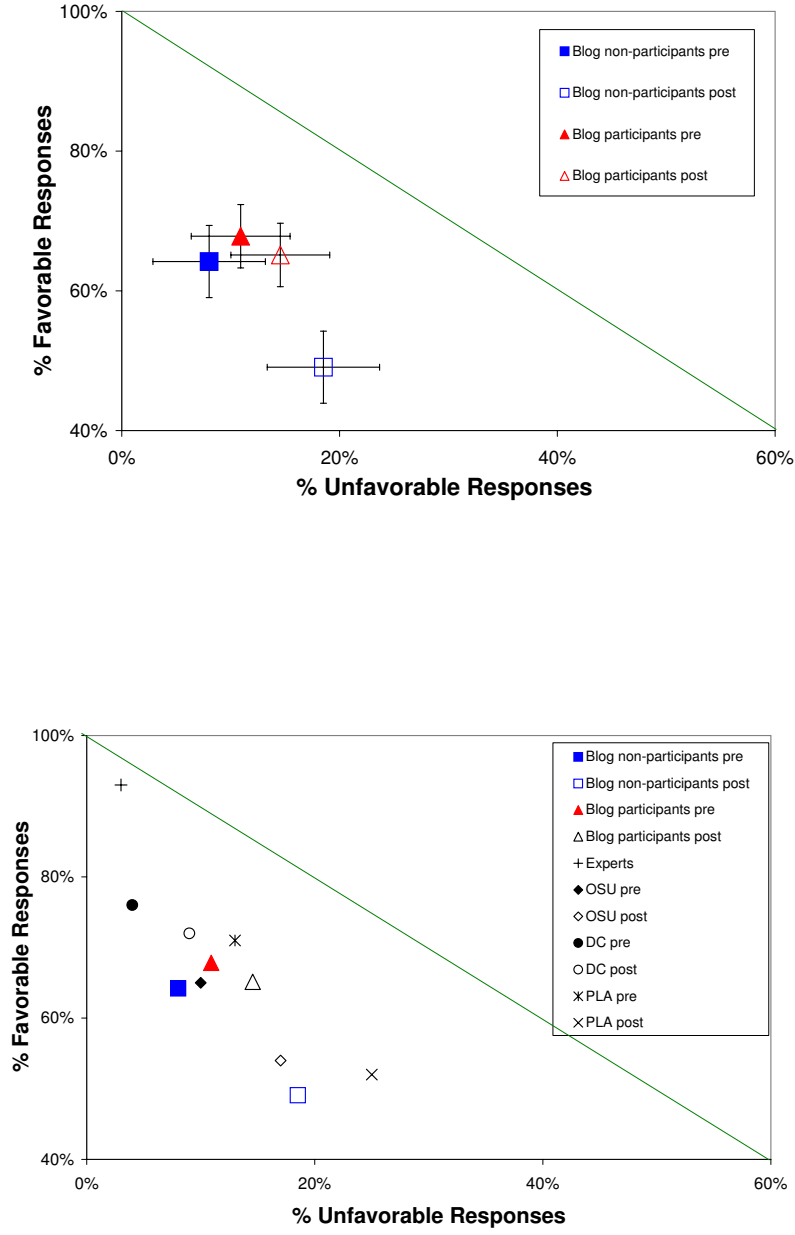 100%
80%
60%
40%
0%
20%
40%
60%
% Favorable Responses
% Unfavorable Responses
Blog non-participants pre
Blog non-participants post
Blog participants pre
Blog participants post
100%
80%
60%
40%
0%
20%
40%
60%
% Favorable Responses
% Unfavorable Responses
Blog non-participants pre
Blog non-participants post
Blog participants pre
Blog participants post
Experts
OSU pre
OSU post
DC pre
DC post
PLA pre
PLA post